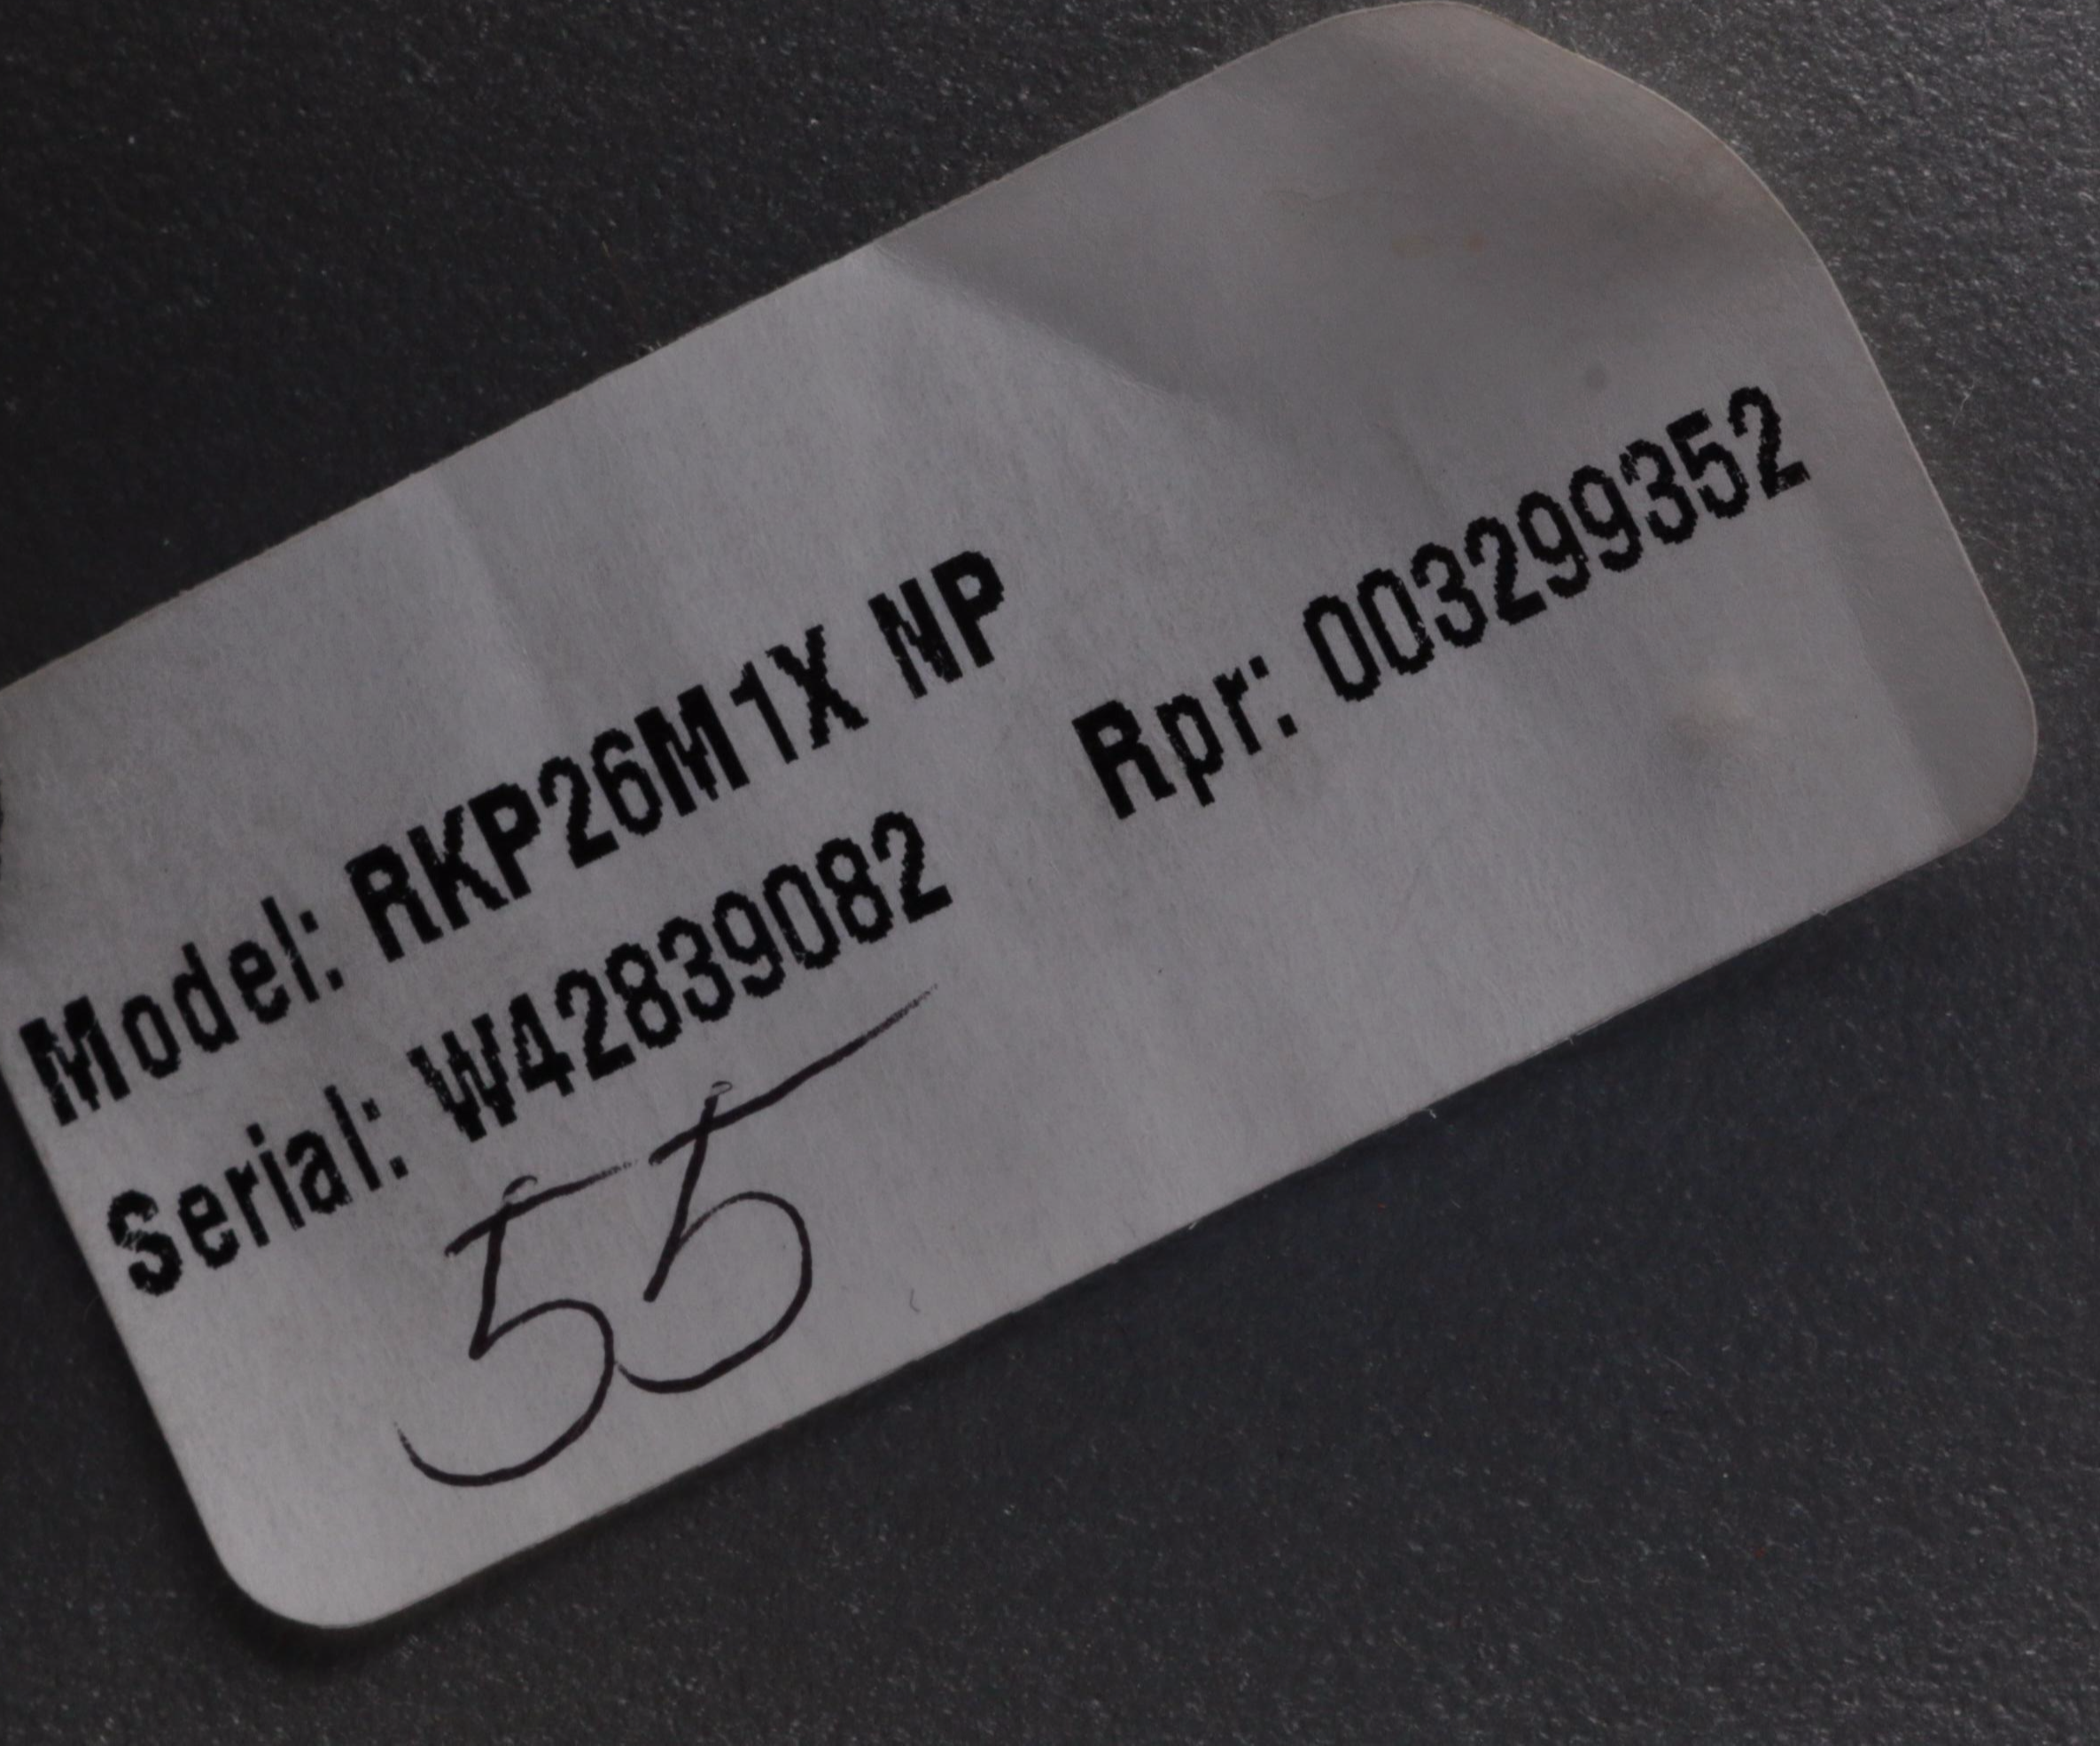 Model: RKP26M1X NP
Serial: W42839082 Rpr: 003299352
55